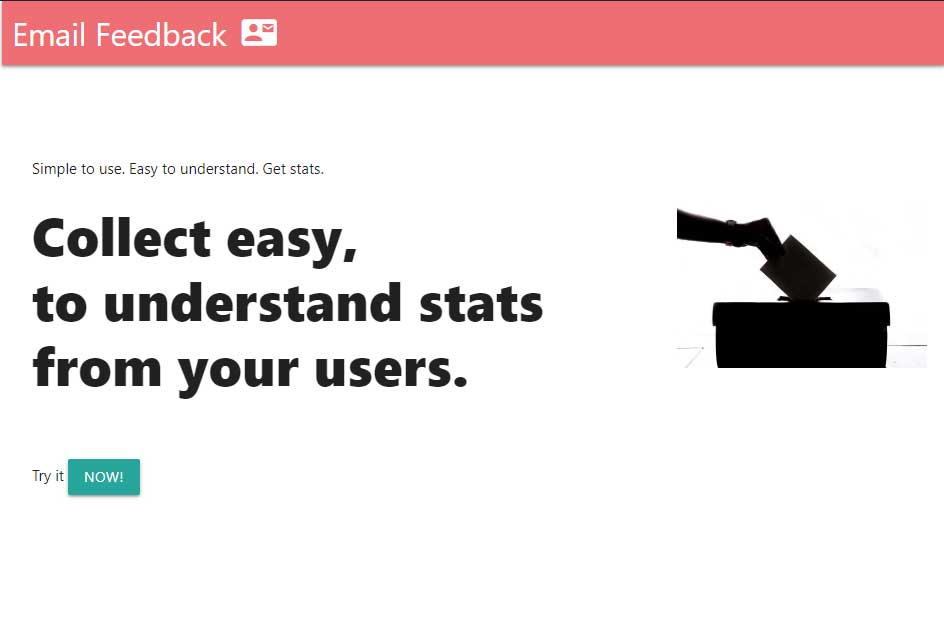 Email Feedback
Simple to use. Easy to understand. Get stats.
Collect easy,
to understand stats
from your users.
Try it NOW!